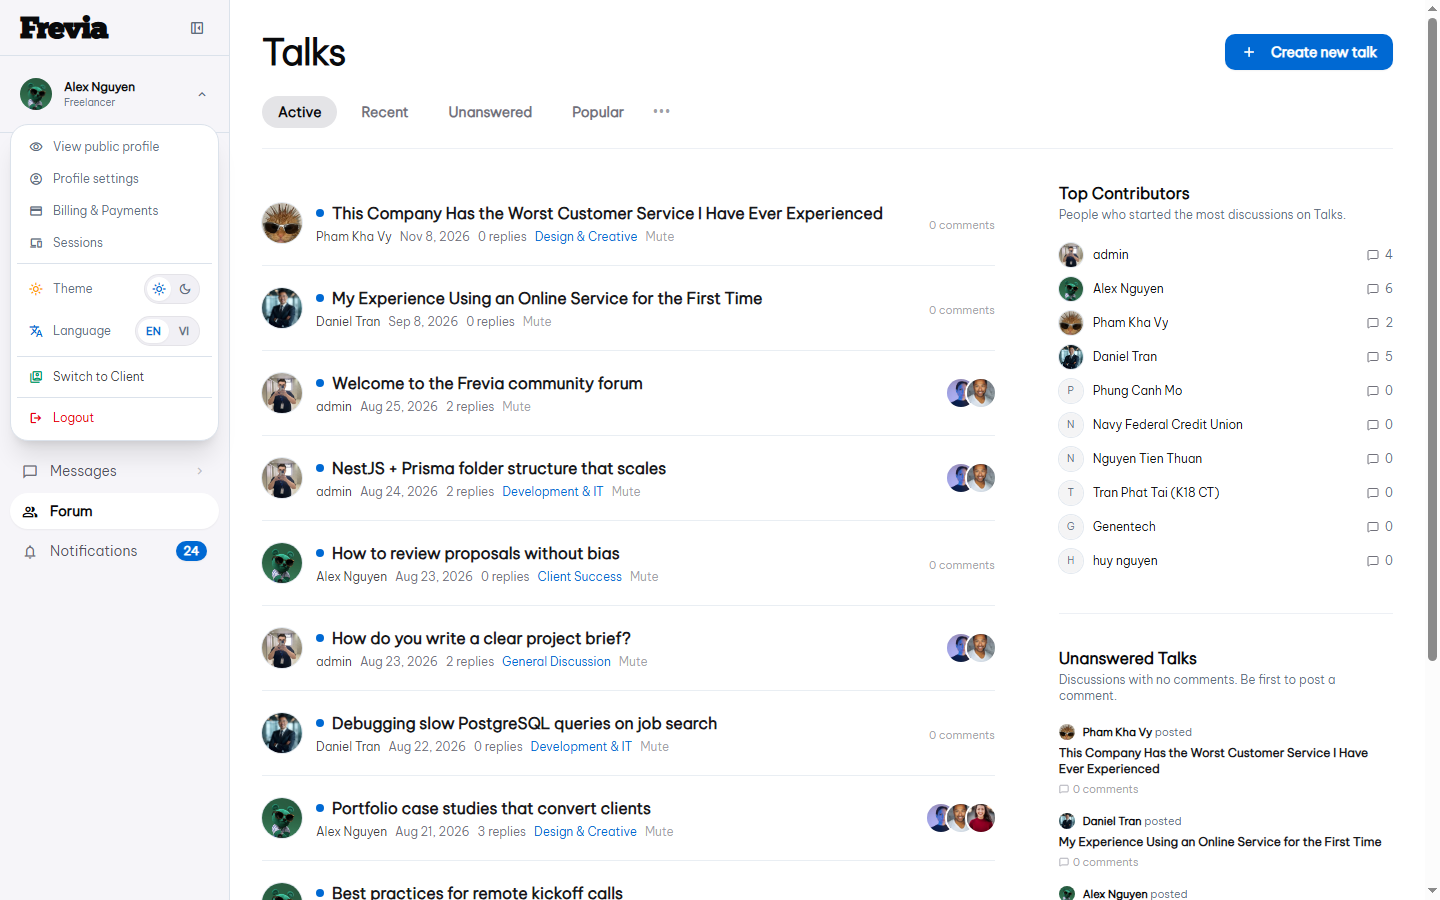 Frevia
Alex Nguyen
Freelancer
View public profile
Profile settings
Billing & Payments
Sessions
Theme
Language
EN
VI
Switch to Client
Logout
Messages
Forum
Notifications
24
Talks
Create new talk
Active
Recent
Unanswered
Popular
This Company Has the Worst Customer Service I Have Ever Experienced
Pham Kha Vy Nov 8, 2026 0 replies Design & Creative Mute
0 comments
My Experience Using an Online Service for the First Time
Daniel Tran Sep 8, 2026 0 replies Mute
0 comments
Welcome to the Frevia community forum
admin Aug 25, 2026 2 replies Mute
NestJS + Prisma folder structure that scales
admin Aug 24, 2026 2 replies Development & IT Mute
How to review proposals without bias
Alex Nguyen Aug 23, 2026 0 replies Client Success Mute
0 comments
How do you write a clear project brief?
admin Aug 23, 2026 2 replies General Discussion Mute
Debugging slow PostgreSQL queries on job search
Daniel Tran Aug 22, 2026 0 replies Development & IT Mute
0 comments
Portfolio case studies that convert clients
Alex Nguyen Aug 21, 2026 3 replies Design & Creative Mute
Best practices for remote kickoff calls
Top Contributors
People who started the most discussions on Talks.
admin 4
Alex Nguyen 6
Pham Kha Vy 2
Daniel Tran 5
P Phung Canh Mo 0
N Navy Federal Credit Union 0
N Nguyen Tien Thuan 0
T Tran Phat Tai (K18 CT) 0
G Genentech 0
H huy nguyen 0
Unanswered Talks
Discussions with no comments. Be first to post a
comment.
Pham Kha Vy posted
This Company Has the Worst Customer Service I Have
Ever Experienced
0 comments
Daniel Tran posted
My Experience Using an Online Service for the First Time
0 comments
Alex Nguyen posted